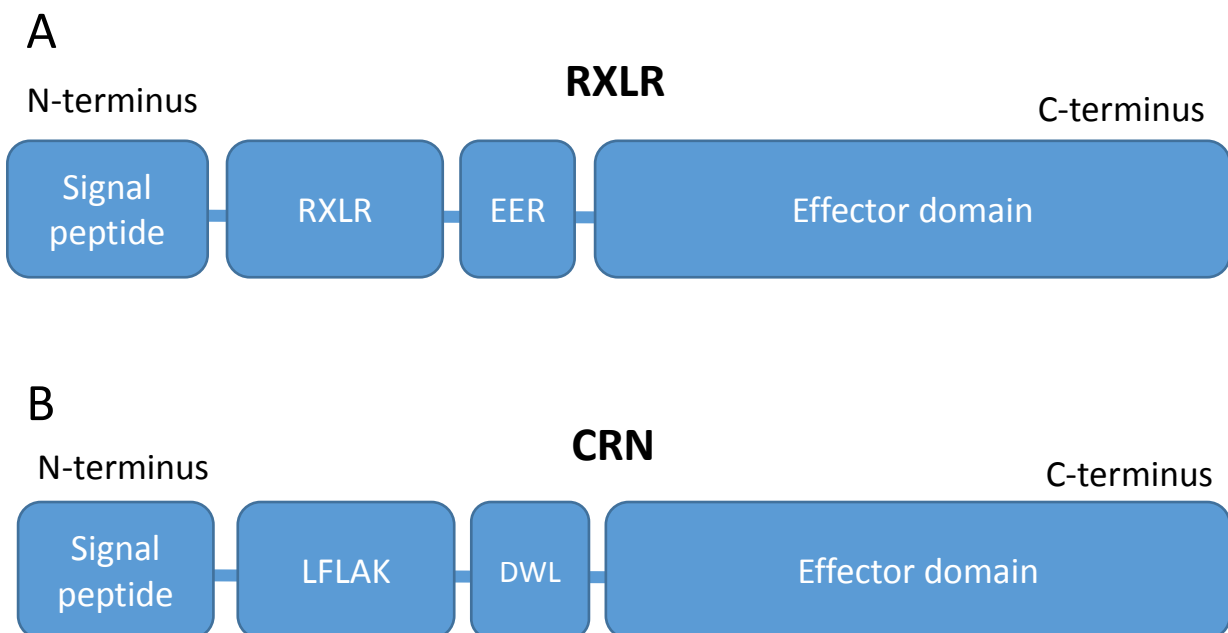 A
RXLR
N-terminus
C-terminus
Signal
peptide
RXLR
EER
Effector domain
B
CRN
N-terminus
C-terminus
Signal
peptide
LFLAK
DWL
Effector domain